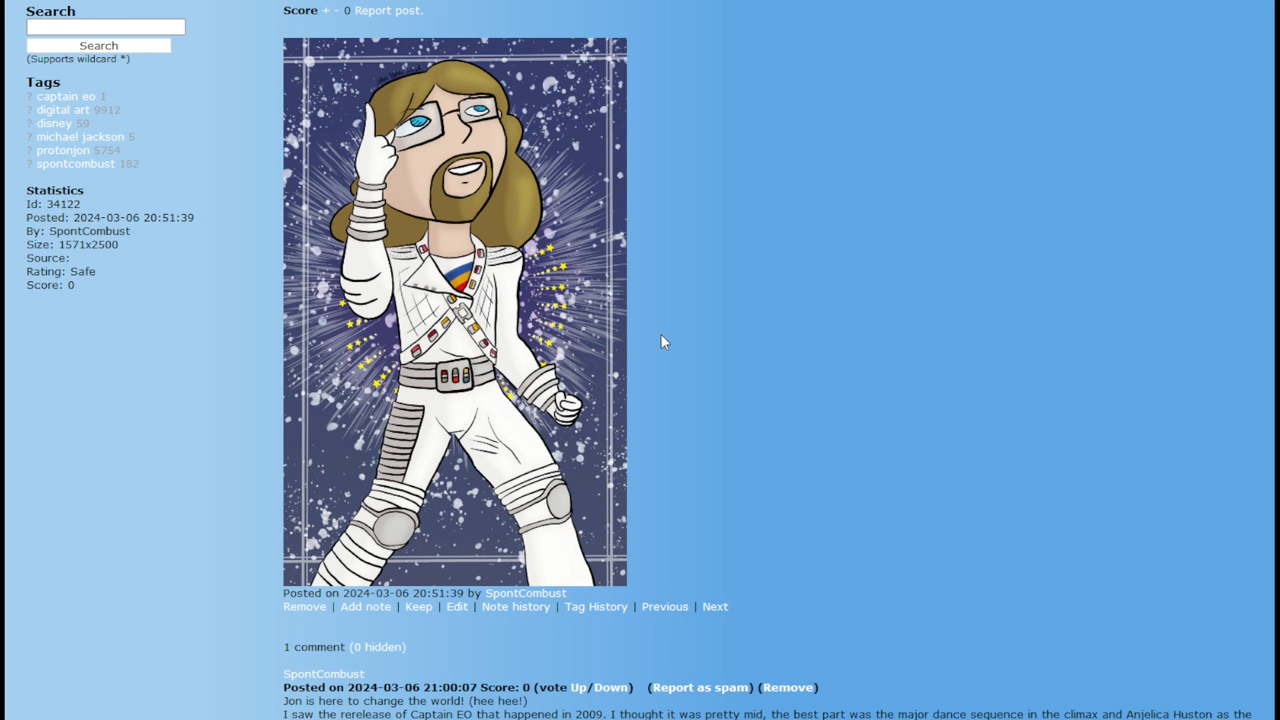 Search
Search
(Supports wildcard *)
Tags
? captain eo 1
? digital art 9912
? disney 59
? michael jackson 5
? protonjon 5754
? spontcombust 182
Statistics
Id: 34122
Posted: 2024-03-06 20:51:39
By: SpontCombust
Size: 1571x2500
Source:
Rating: Safe
Score: 0
Score + - 0 Report post.
Posted on 2024-03-06 20:51:39 by SpontCombust
Remove | Add note | Keep | Edit | Note history | Tag History | Previous | Next
1 comment (0 hidden)
SpontCombust
Posted on 2024-03-06 21:00:07 Score: 0 (vote Up/Down) (Report as spam) (Remove)
Jon is here to change the world! (hee hee!)
I saw the rerelease of Captain EO that happened in 2009. I thought it was pretty mid, the best part was the major dance sequence in the climax and Anjelica Huston as the